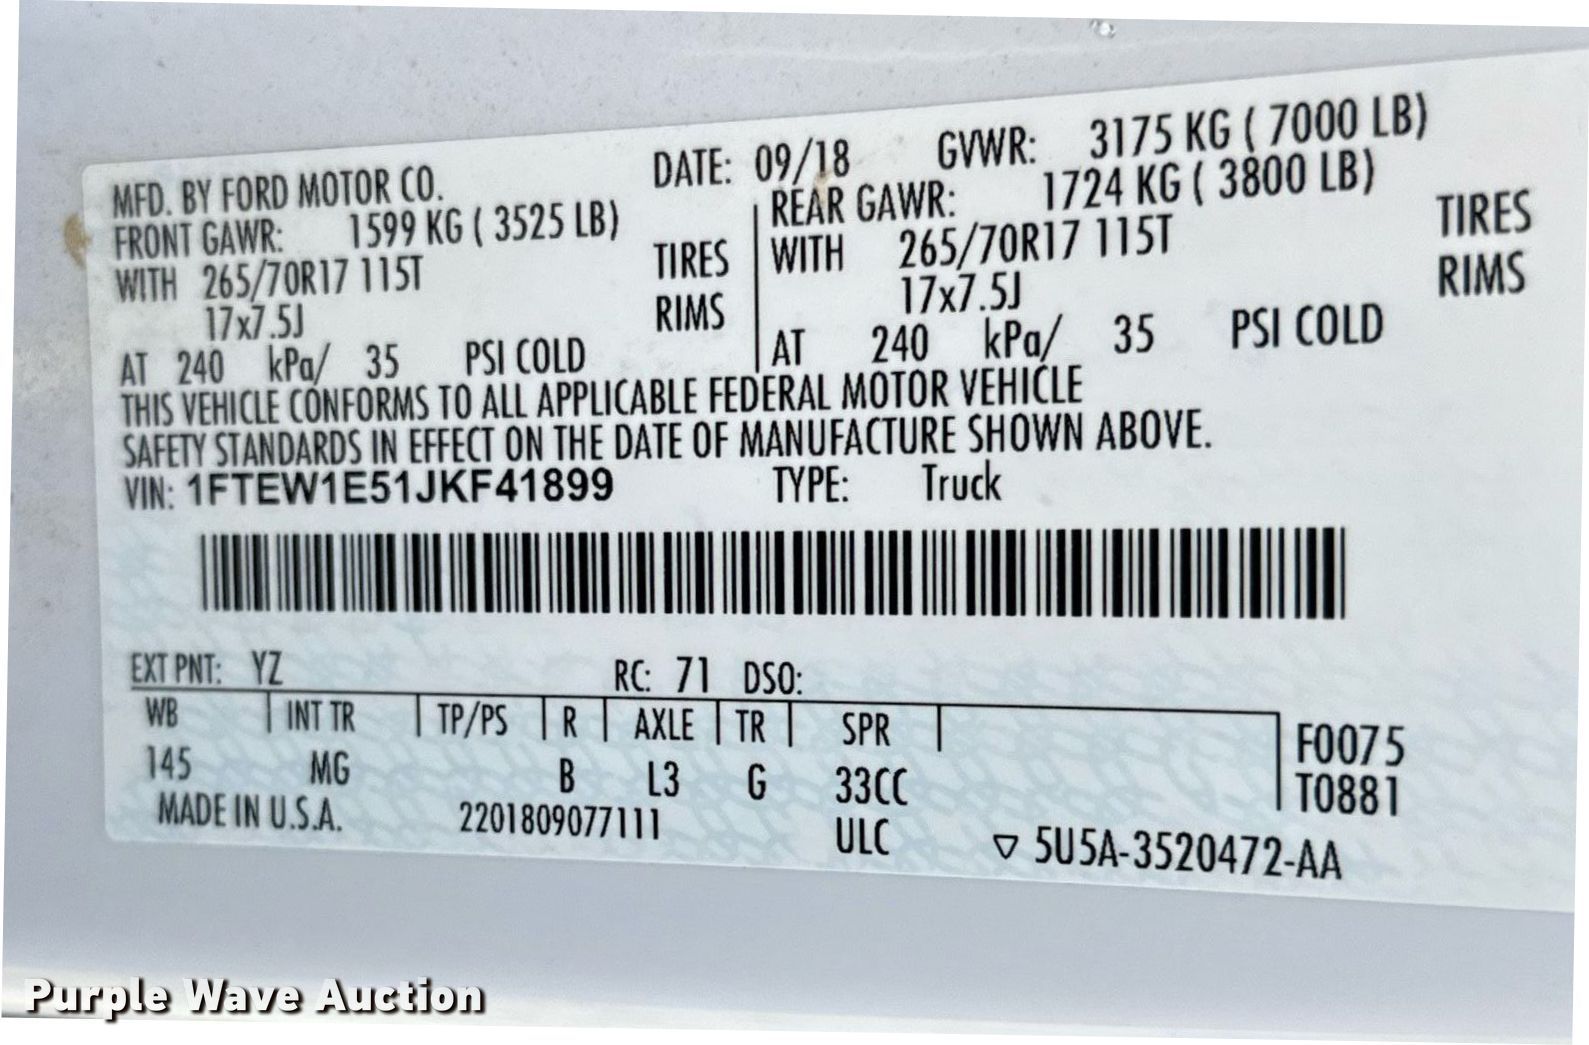 MFD. BY FORD MOTOR CO. DATE: 09/18 GVWR: 3175 KG ( 7000 LB)
FRONT GAWR: 1599 KG ( 3525 LB) REAR GAWR: 1724 KG ( 3800 LB)
WITH 265/70R17 115T TIRES WITH 265/70R17 115T TIRES
17x7.5J RIMS 17x7.5J RIMS
AT 240 kPa/ 35 PSI COLD AT 240 kPa/ 35 PSI COLD
THIS VEHICLE CONFORMS TO ALL APPLICABLE FEDERAL MOTOR VEHICLE
SAFETY STANDARDS IN EFFECT ON THE DATE OF MANUFACTURE SHOWN ABOVE.
VIN: 1FTEW1E51JKF41899 TYPE: Truck
EXT PNT: YZ RC: 71 DSO:
WB INT TR TP/PS R AXLE TR SPR F0075
145 MG B L3 G 33CC T0881
MADE IN U.S.A. 2201809077111 ULC ▽ 5U5A-3520472-AA
Purple Wave Auction